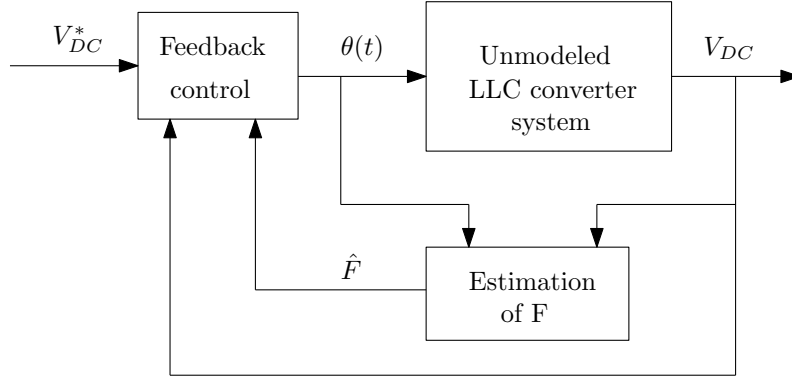 V*_DC
Feedback
control
θ(t)
Unmodeled
LLC converter
system
V_DC
F̂
Estimation
of F